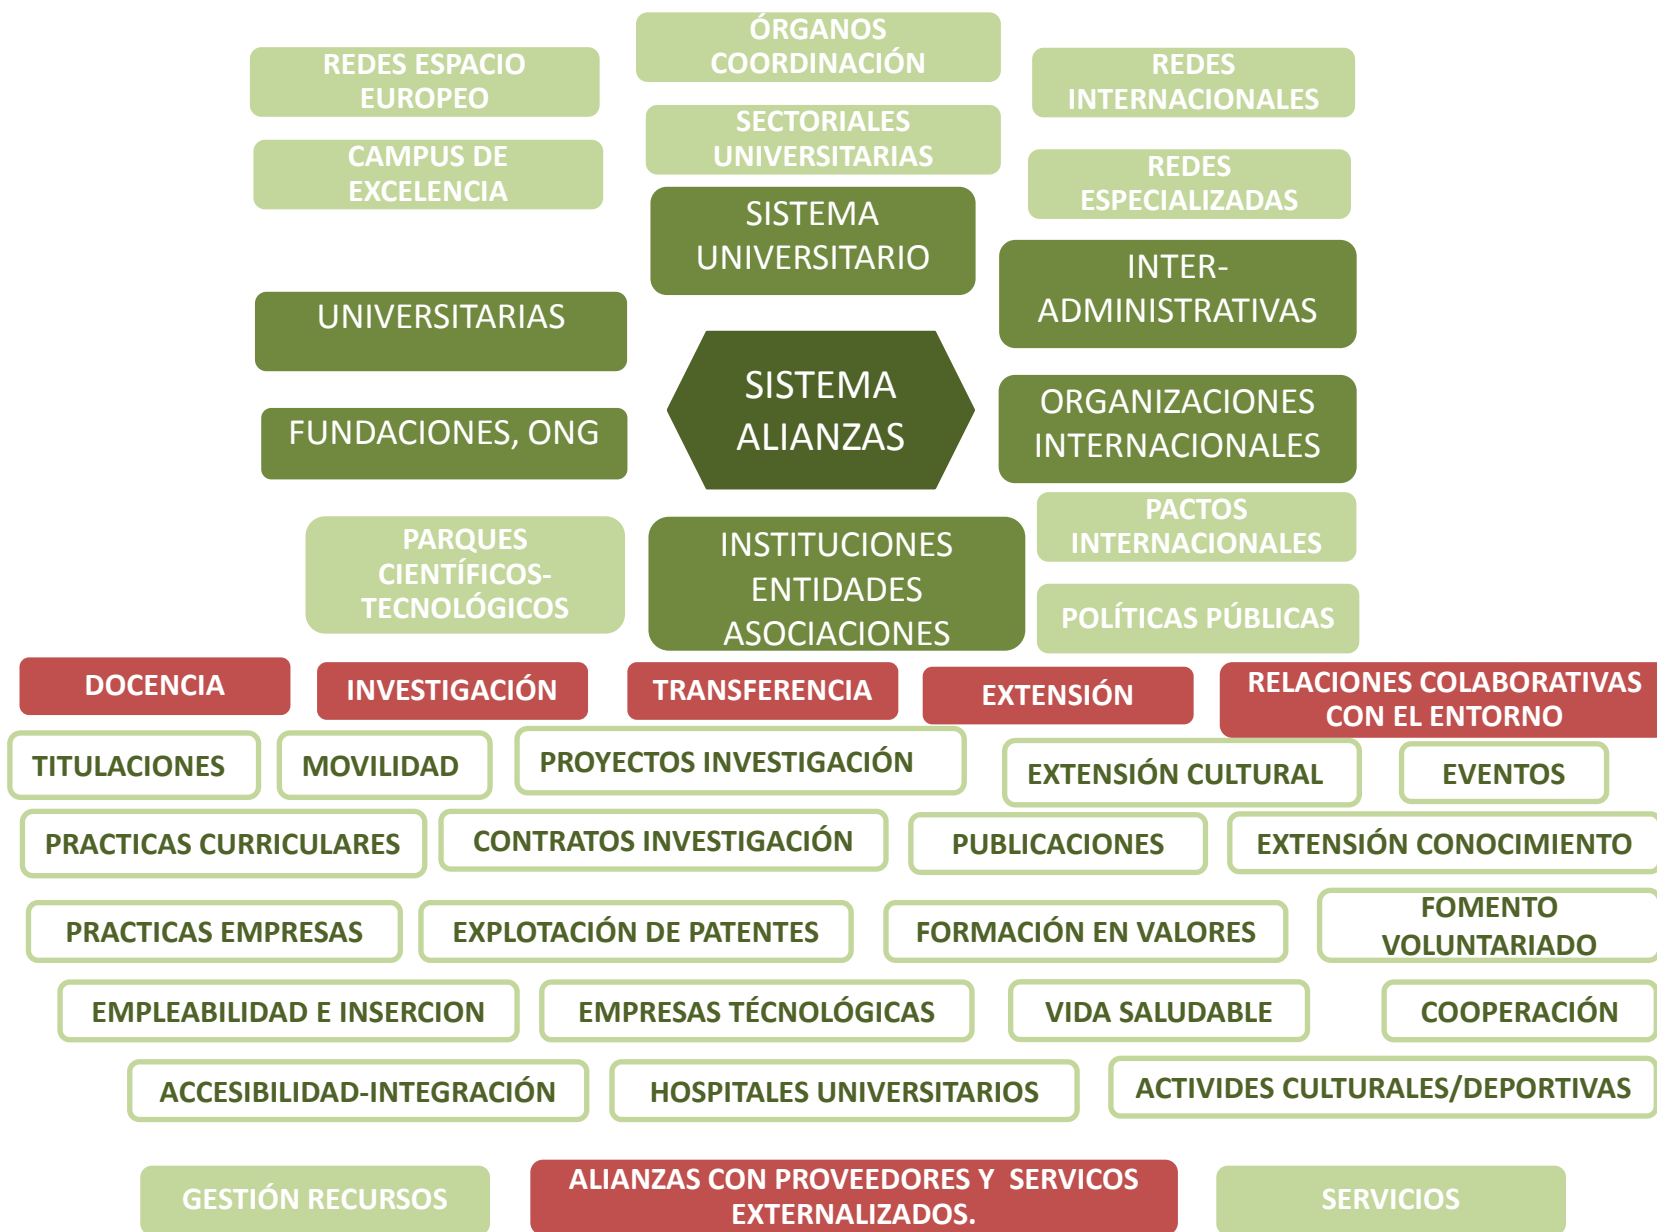 REDES ESPACIO
EUROPEO
ÓRGANOS
COORDINACIÓN
REDES
INTERNACIONALES
CAMPUS DE
EXCELENCIA
SECTORIALES
UNIVERSITARIAS
REDES
ESPECIALIZADAS
SISTEMA
UNIVERSITARIO
INTER-
ADMINISTRATIVAS
UNIVERSITARIAS
SISTEMA
ALIANZAS
FUNDACIONES, ONG
ORGANIZACIONES
INTERNACIONALES
PARQUES
CIENTÍFICOS-
TECNOLÓGICOS
INSTITUCIONES
ENTIDADES
ASOCIACIONES
PACTOS
INTERNACIONALES
POLÍTICAS PÚBLICAS
DOCENCIA
INVESTIGACIÓN
TRANSFERENCIA
EXTENSIÓN
RELACIONES COLABORATIVAS
CON EL ENTORNO
TITULACIONES
MOVILIDAD
PROYECTOS INVESTIGACIÓN
EXTENSIÓN CULTURAL
EVENTOS
PRACTICAS CURRICULARES
CONTRATOS INVESTIGACIÓN
PUBLICACIONES
EXTENSIÓN CONOCIMIENTO
PRACTICAS EMPRESAS
EXPLOTACIÓN DE PATENTES
FORMACIÓN EN VALORES
FOMENTO
VOLUNTARIADO
EMPLEABILIDAD E INSERCION
EMPRESAS TÉCNOLÓGICAS
VIDA SALUDABLE
COOPERACIÓN
ACCESIBILIDAD-INTEGRACIÓN
HOSPITALES UNIVERSITARIOS
ACTIVIDES CULTURALES/DEPORTIVAS
GESTIÓN RECURSOS
ALIANZAS CON PROVEEDORES Y  SERVICOS
EXTERNALIZADOS.
SERVICIOS